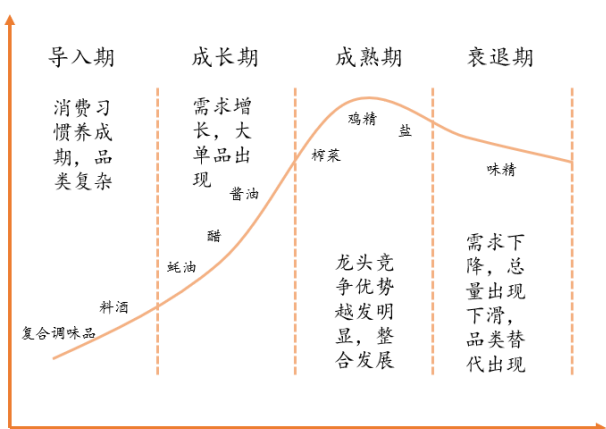 导入期
成长期
成熟期
衰退期
消费习
惯养成
期，品
类复杂
需求增
长，大
单品出
现
鸡精
盐
榨菜
味精
酱油
醋
蚝油
料酒
复合调味品
龙头竞
争优势
越发明
显，整
合发展
需求下
降，总
量出现
下滑，
品类替
代出现